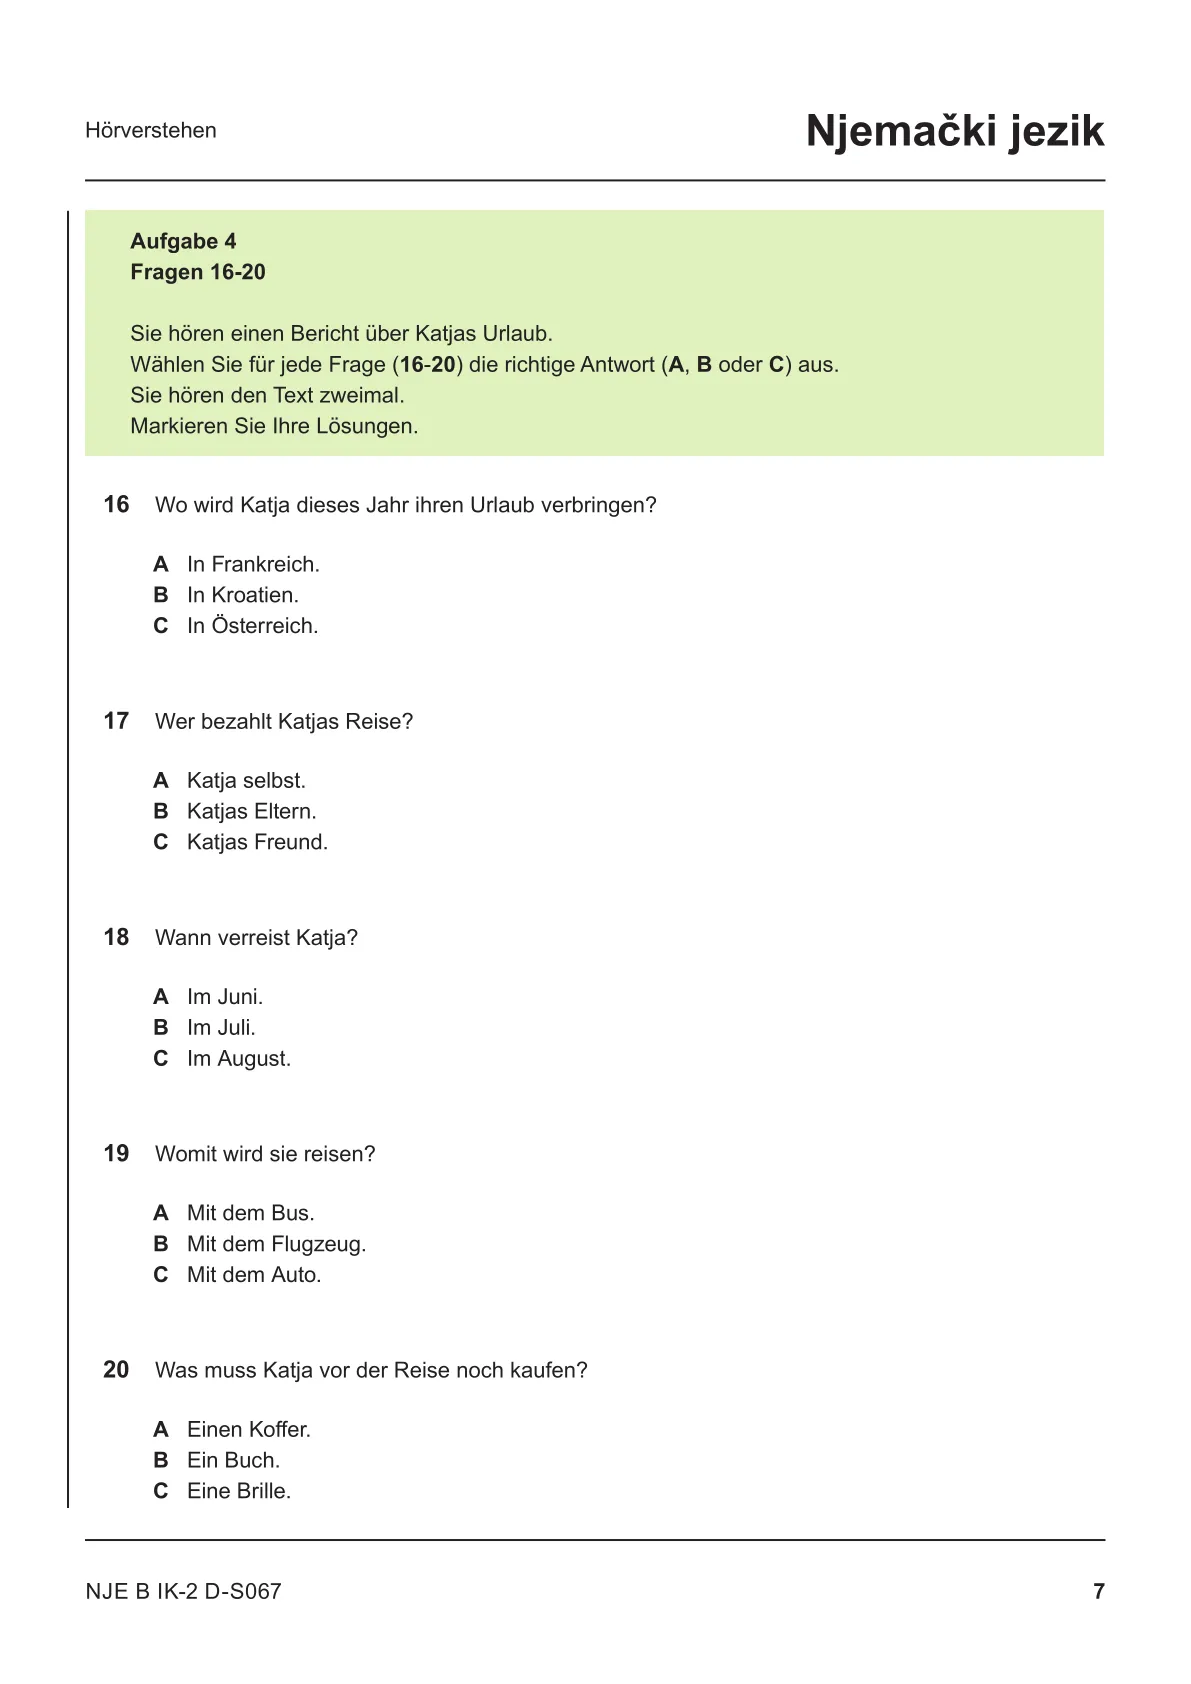 Hörverstehen
Njemački jezik
Aufgabe 4
Fragen 16-20
Sie hören einen Bericht über Katjas Urlaub.
Wählen Sie für jede Frage (16-20) die richtige Antwort (A, B oder C) aus.
Sie hören den Text zweimal.
Markieren Sie Ihre Lösungen.
16 Wo wird Katja dieses Jahr ihren Urlaub verbringen?
A In Frankreich.
B In Kroatien.
C In Österreich.
17 Wer bezahlt Katjas Reise?
A Katja selbst.
B Katjas Eltern.
C Katjas Freund.
18 Wann verreist Katja?
A Im Juni.
B Im Juli.
C Im August.
19 Womit wird sie reisen?
A Mit dem Bus.
B Mit dem Flugzeug.
C Mit dem Auto.
20 Was muss Katja vor der Reise noch kaufen?
A Einen Koffer.
B Ein Buch.
C Eine Brille.
NJE B IK-2 D-S067
7